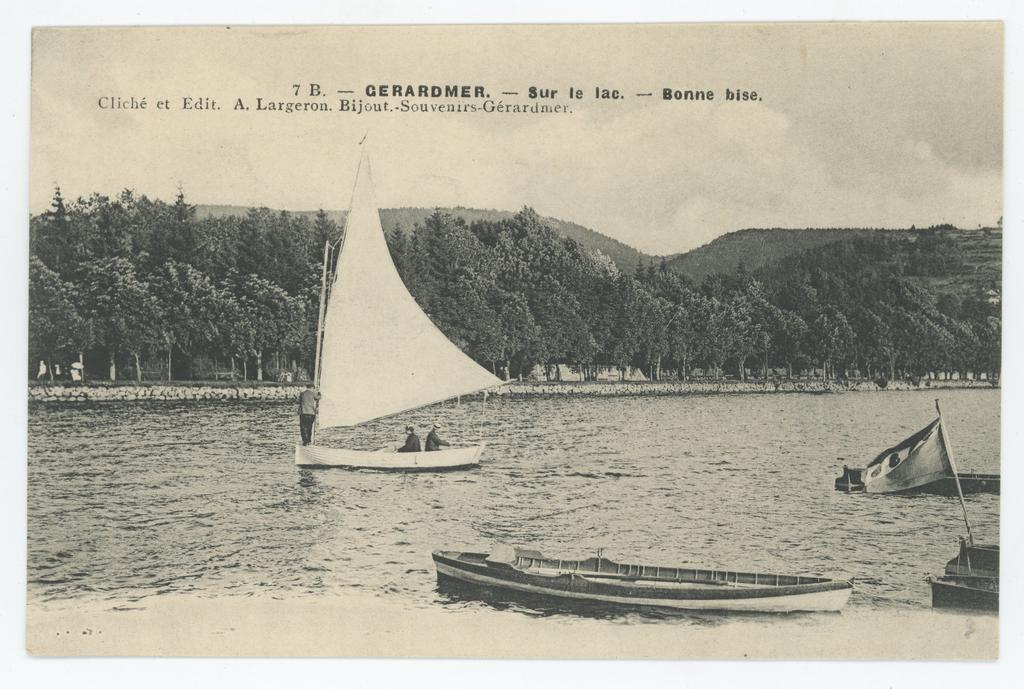 7 B. — GERARDMER. — Sur le lac. — Bonne bise.
Cliché et Edit. A. Largeron. Bijout.-Souvenirs-Gérardmer.